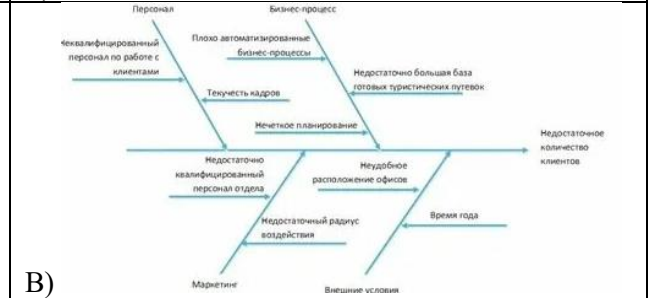 Персонал
Бизнес-процесс
Неквалифицированный
персонал по работе с
клиентами
Плохо автоматизированные
бизнес-процессы
Текучесть кадров
Недостаточно большая база
готовых туристических путевок
Нечеткое планирование
Недостаточное
количество
клиентов
Недостаточно
квалифицированный
персонал отдела
Неудобное
расположение офисов
Недостаточный радиус
воздействия
Время года
Маркетинг
Внешние условия
В)